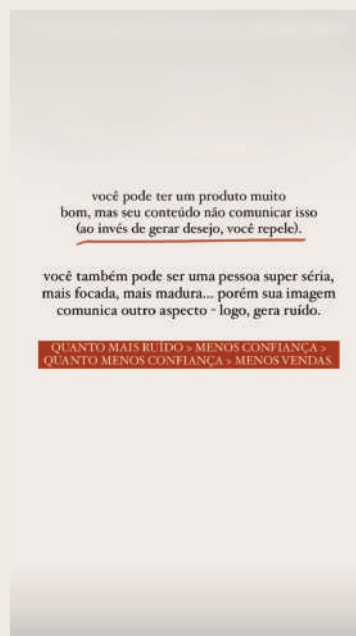 você pode ter um produto muito
bom, mas seu conteúdo não comunicar isso
(ao invés de gerar desejo, você repele).
você também pode ser uma pessoa super séria,
mais focada, mais madura... porém sua imagem
comunica outro aspecto - logo, gera ruído.
QUANTO MAIS RUÍDO > MENOS CONFIANÇA >
QUANTO MENOS CONFIANÇA > MENOS VENDAS.